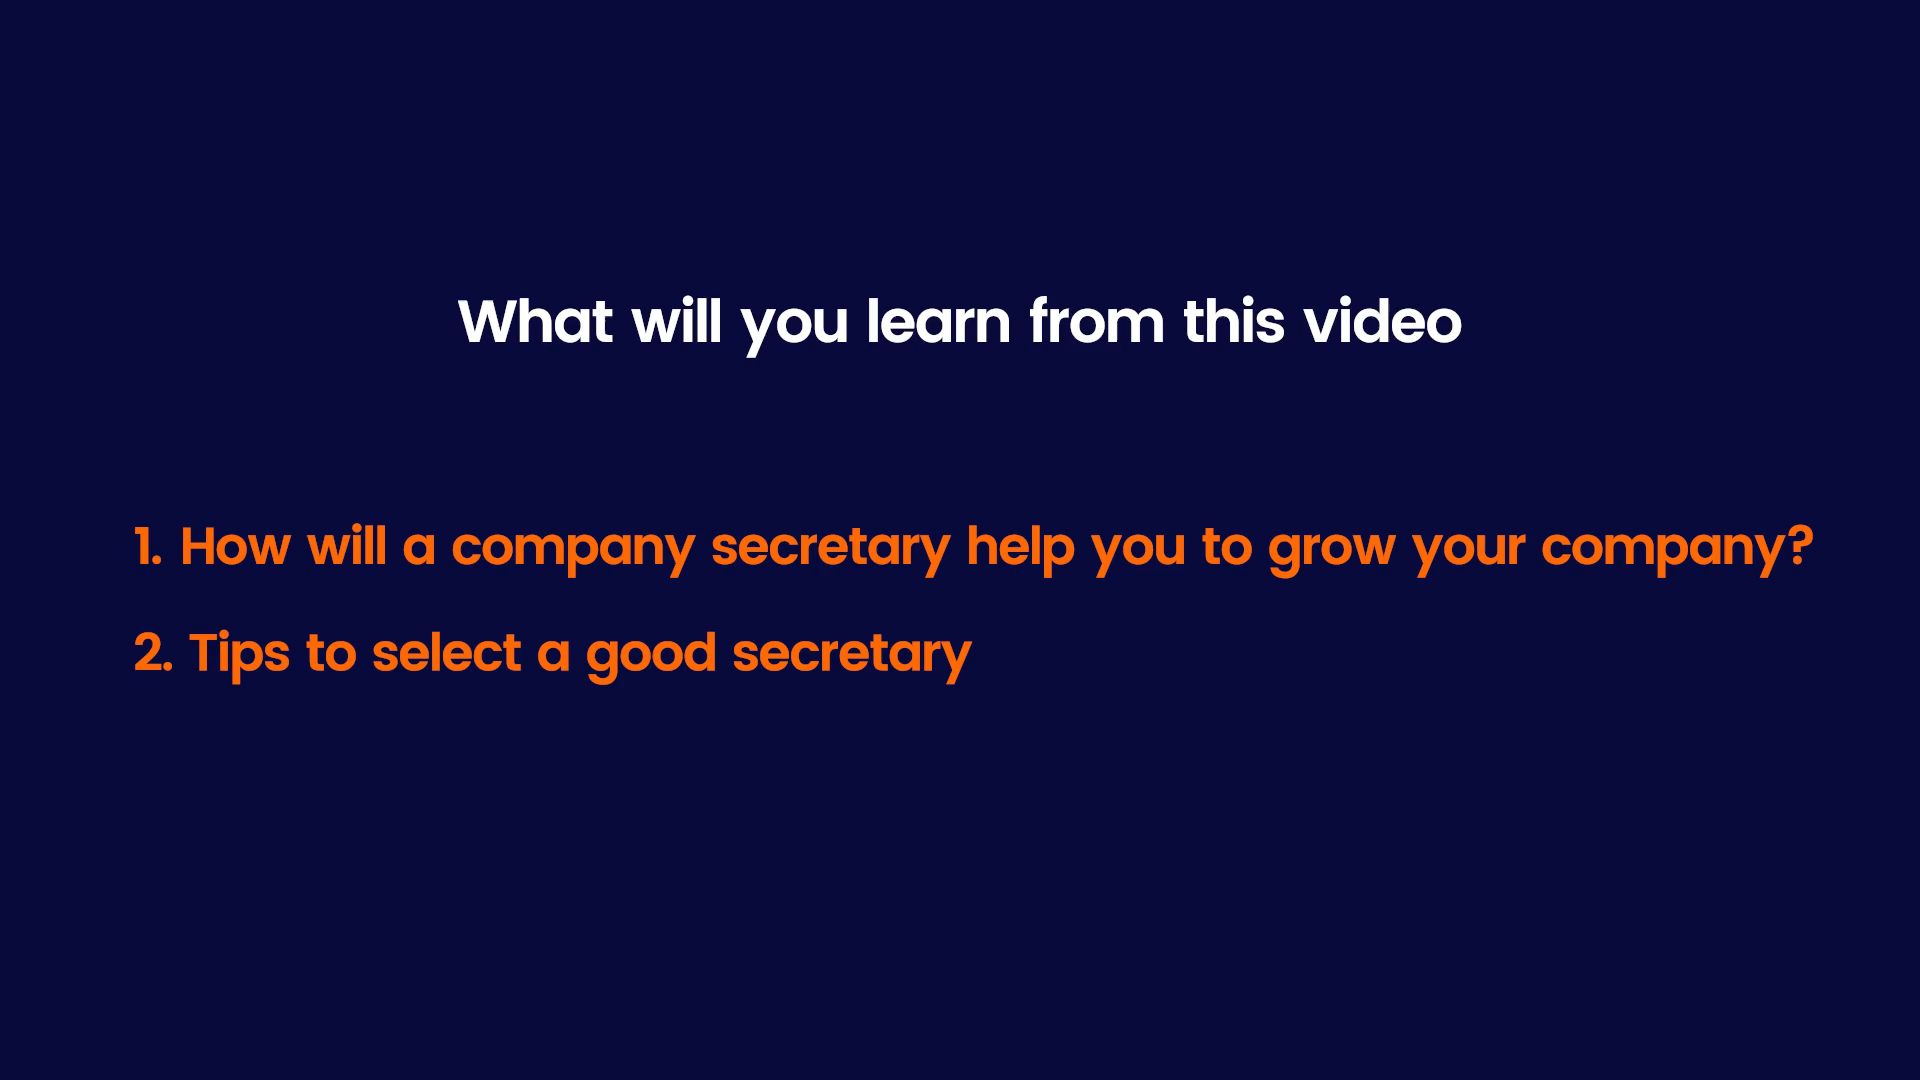 What will you learn from this video
1. How will a company secretary help you to grow your company?
2. Tips to select a good secretary